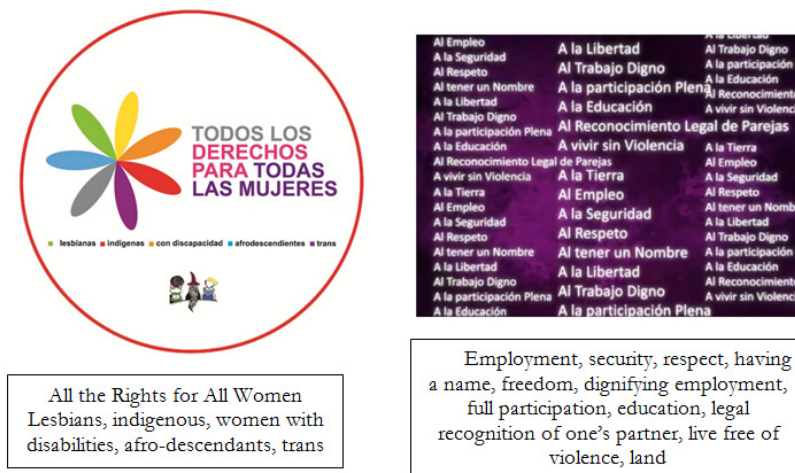 TODOS LOS
DERECHOS
PARA TODAS
LAS MUJERES
lesbianas indígenas con discapacidad afrodescendientes trans
All the Rights for All Women
Lesbians, indigenous, women with
disabilities, afro-descendants, trans
Al Empleo
A la Seguridad
Al Respeto
Al tener un Nombre
A la Libertad
Al Trabajo Digno
A la participación Plena
A la Educación
Al Reconocimiento Legal de Parejas
A vivir sin Violencia
A la Tierra
Al Empleo
A la Seguridad
Al Respeto
Al tener un Nombre
A la Libertad
Al Trabajo Digno
A la participación Plena
A la Educación
A la Libertad
Al Trabajo Digno
A la participación Plena
A la Educación
Al Reconocimiento Legal de Parejas
A vivir sin Violencia
A la Tierra
Al Empleo
A la Seguridad
Al Respeto
Al tener un Nombre
A la Libertad
Al Trabajo Digno
A la participación Plena
Al Trabajo Digno
A la participación
A la Educación
Al Reconocimiento
A vivir sin
A la Tierra
Al Empleo
A la Seguridad
Al Respeto
Al tener un
A la Libertad
Al Trabajo Digno
A la participación
A la Educación
Al
A vivir sin
Employment, security, respect, having
a name, freedom, dignifying employment,
full participation, education, legal
recognition of one's partner, live free of
violence, land